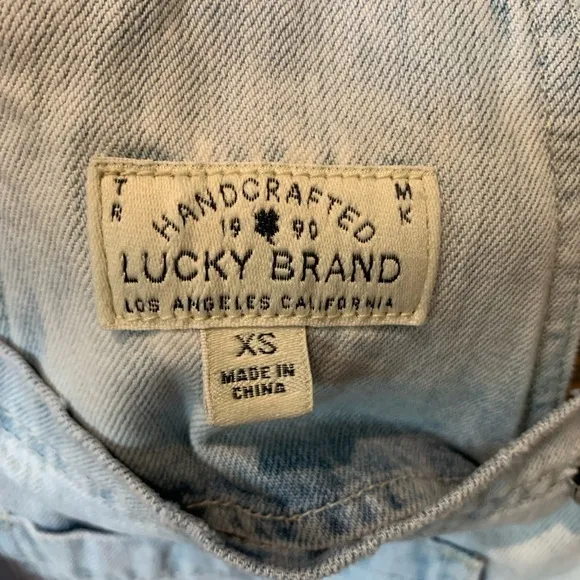 TR MK
HANDCRAFTED
19 90
LUCKY BRAND
LOS ANGELES CALIFORNIA
XS
MADE IN
CHINA